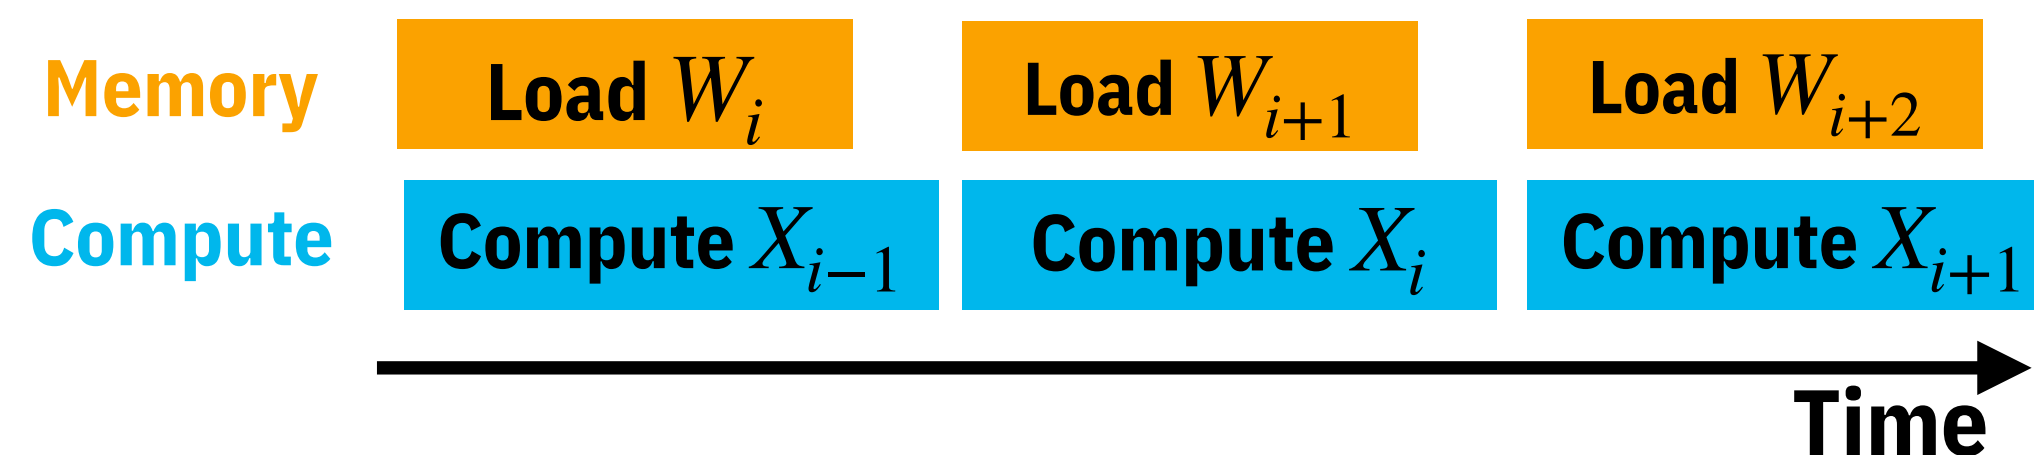 Memory Load W_i Load W_{i+1} Load W_{i+2}
Compute Compute X_{i−1} Compute X_i Compute X_{i+1}
Time